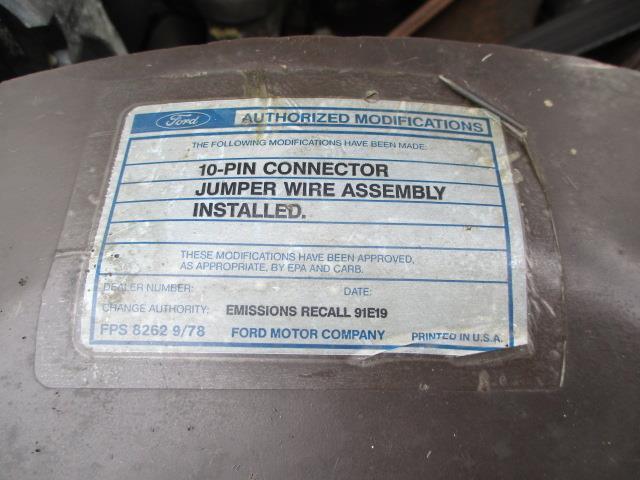 Ford AUTHORIZED MODIFICATIONS
THE FOLLOWING MODIFICATIONS HAVE BEEN MADE:
10-PIN CONNECTOR
JUMPER WIRE ASSEMBLY
INSTALLED.
THESE MODIFICATIONS HAVE BEEN APPROVED,
AS APPROPRIATE, BY EPA AND CARB.
DEALER NUMBER: DATE:
CHANGE AUTHORITY: EMISSIONS RECALL 91E19
FPS 8262 9/78 FORD MOTOR COMPANY PRINTED IN U.S.A.